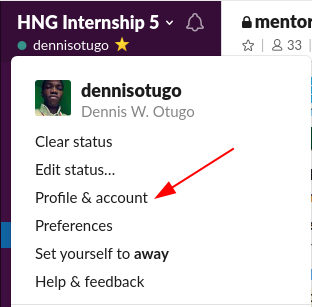 HNG Internship 5
dennisotugo
mentor
33
dennisotugo
Dennis W. Otugo
Clear status
Edit status...
Profile & account
Preferences
Set yourself to away
Help & feedback